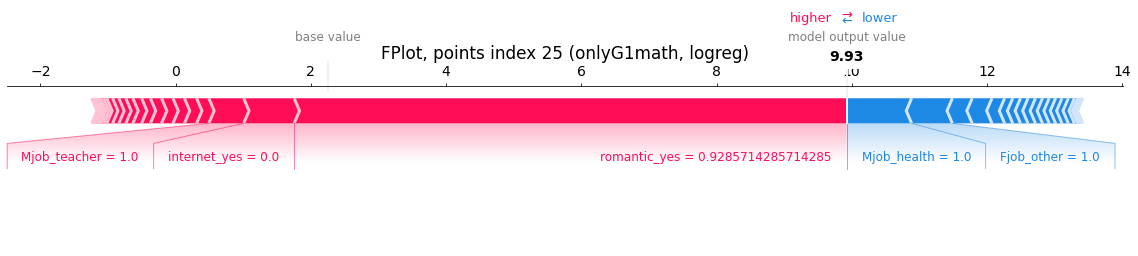 higher ⇄ lower
base value
model output value
FPlot, points index 25 (onlyG1math, logreg)
9.93
−2 0 2 4 6 8 10 12 14
Mjob_teacher = 1.0 internet_yes = 0.0 romantic_yes = 0.9285714285714285 Mjob_health = 1.0 Fjob_other = 1.0